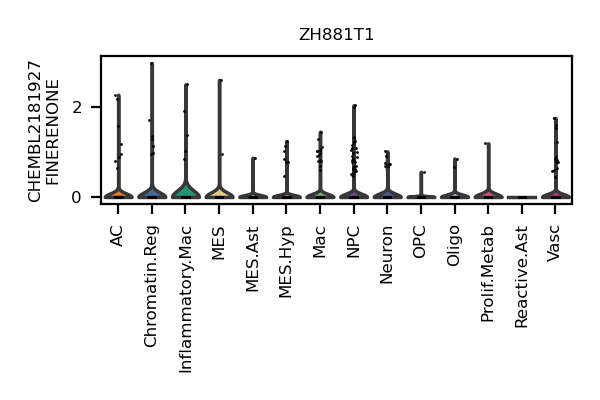 ZH881T1
CHEMBL2181927
FINERENONE
2
0
AC
Chromatin.Reg
Inflammatory.Mac
MES
MES.Ast
MES.Hyp
Mac
NPC
Neuron
OPC
Oligo
Prolif.Metab
Reactive.Ast
Vasc